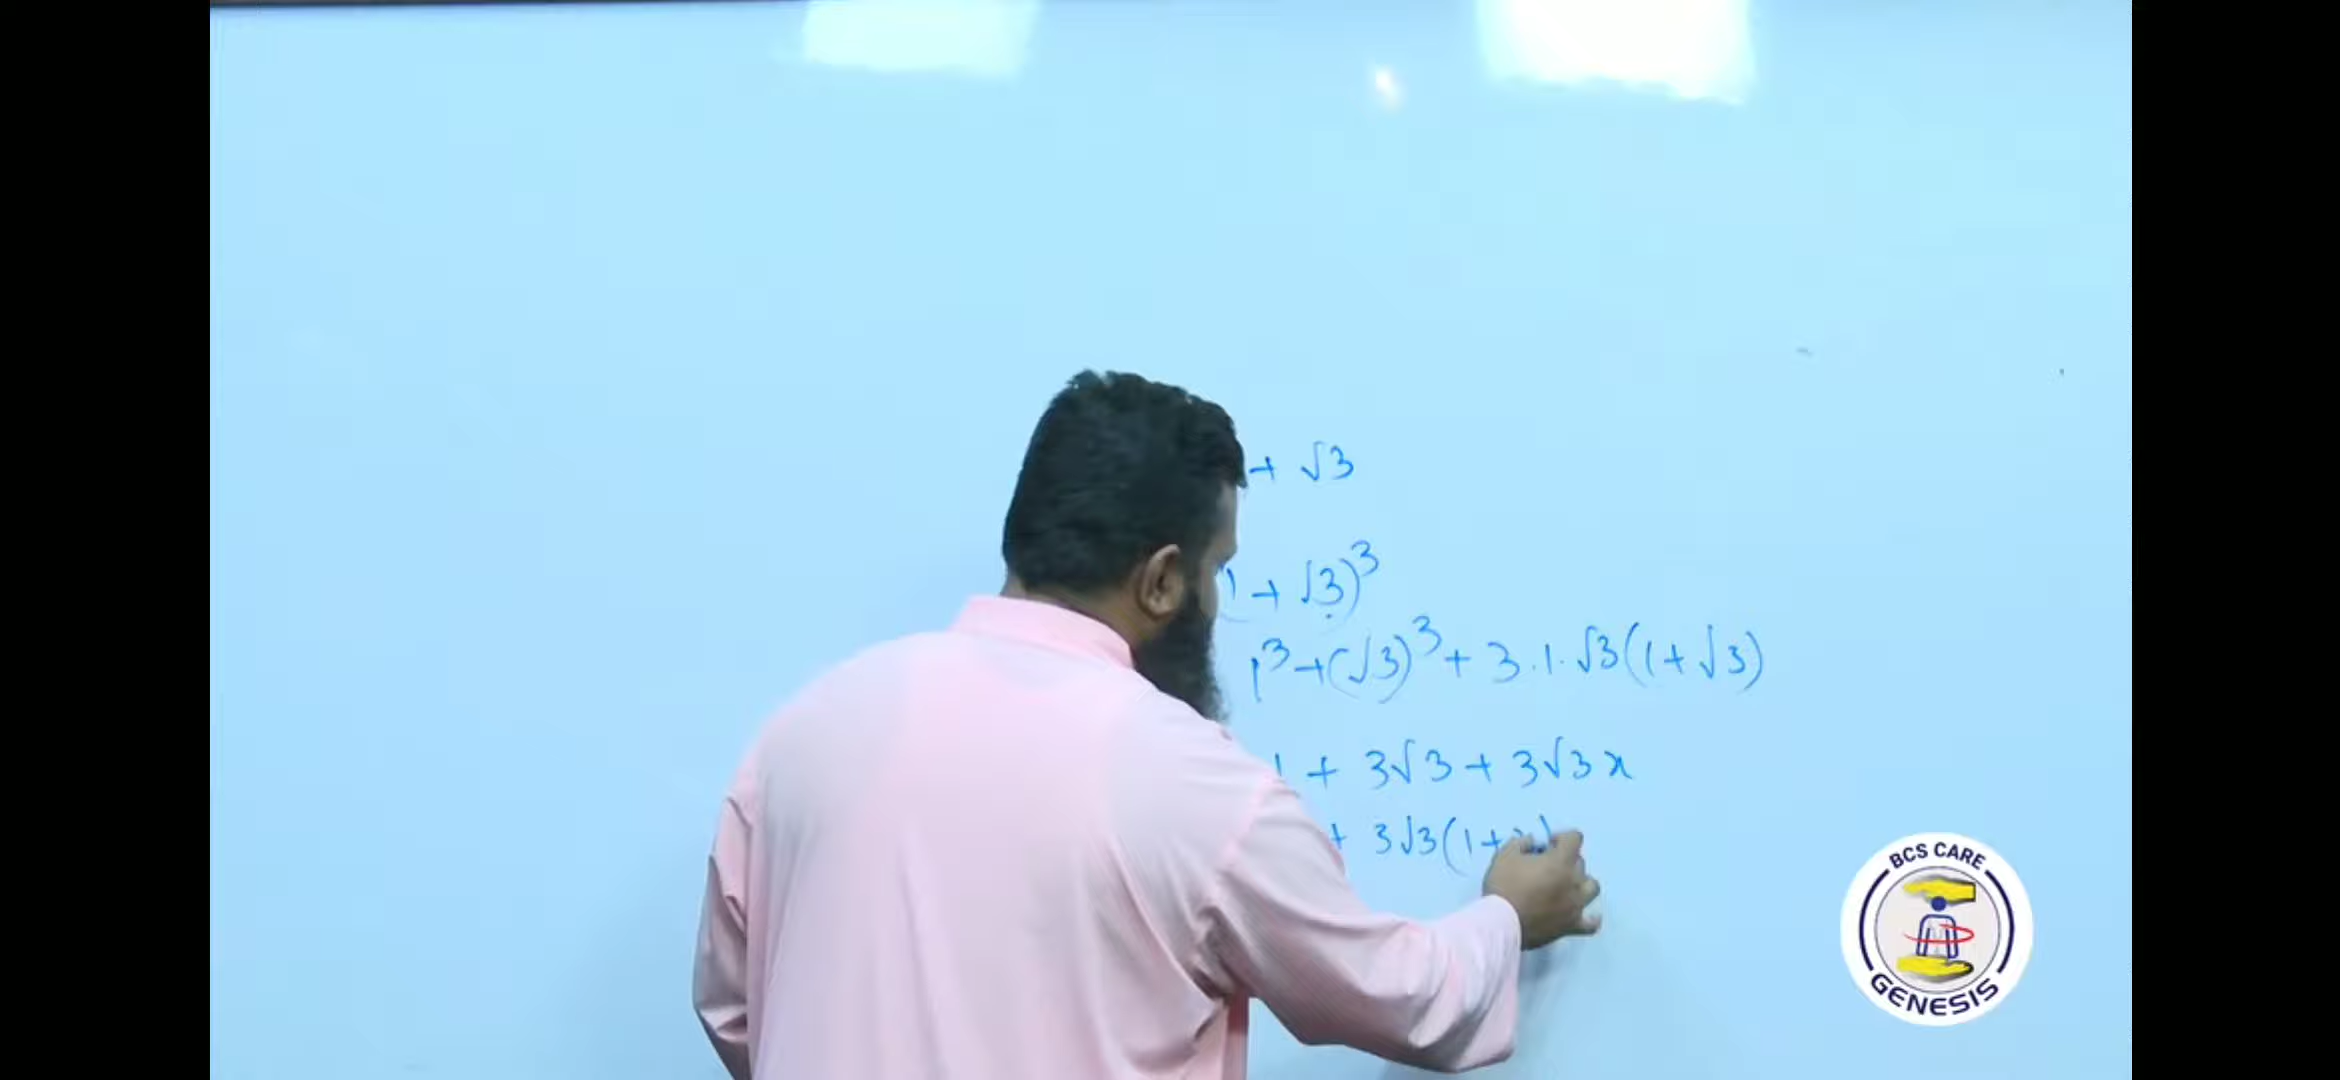 + √3
1 + √3)³
1³ + (√3)³ + 3.1.√3(1 + √3)
1 + 3√3 + 3√3x
+ 3√3(1+
BCS CARE
GENESIS